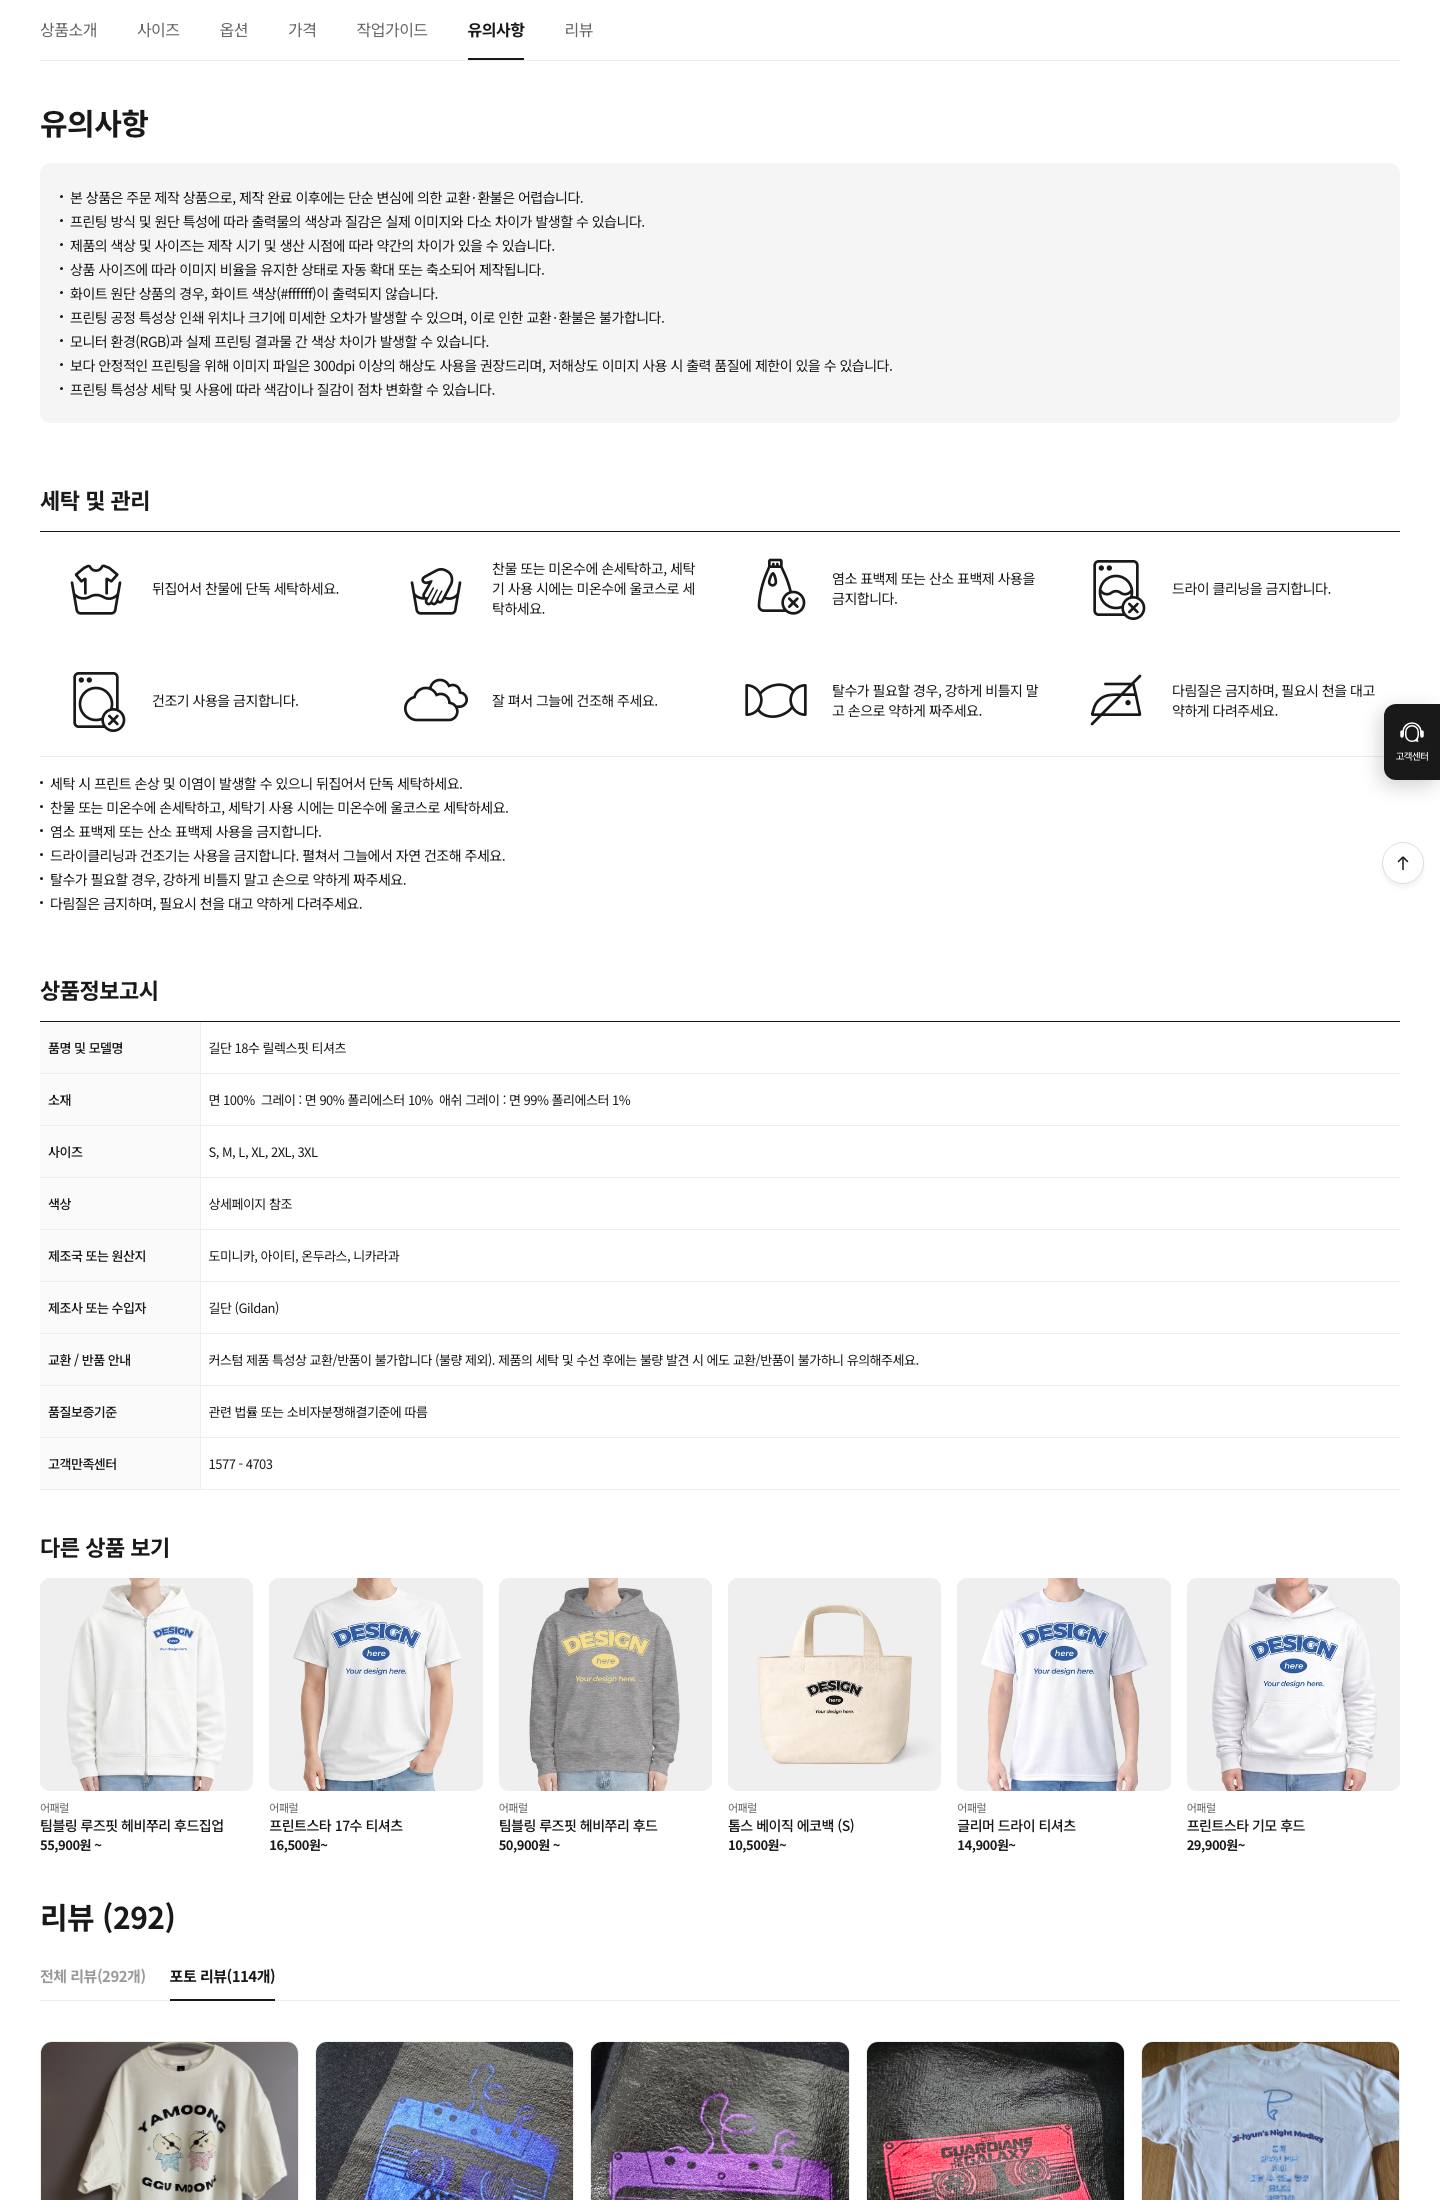 상품소개 사이즈 옵션 가격 작업가이드 유의사항 리뷰
유의사항
• 본 상품은 주문 제작 상품으로, 제작 완료 이후에는 단순 변심에 의한 교환·환불은 어렵습니다.
• 프린팅 방식 및 원단 특성에 따라 출력물의 색상과 질감은 실제 이미지와 다소 차이가 발생할 수 있습니다.
• 제품의 색상 및 사이즈는 제작 시기 및 생산 시점에 따라 약간의 차이가 있을 수 있습니다.
• 상품 사이즈에 따라 이미지 비율을 유지한 상태로 자동 확대 또는 축소되어 제작됩니다.
• 화이트 원단 상품의 경우, 화이트 색상(#ffffff)이 출력되지 않습니다.
• 프린팅 공정 특성상 인쇄 위치나 크기에 미세한 오차가 발생할 수 있으며, 이로 인한 교환·환불은 불가합니다.
• 모니터 환경(RGB)과 실제 프린팅 결과물 간 색상 차이가 발생할 수 있습니다.
• 보다 안정적인 프린팅을 위해 이미지 파일은 300dpi 이상의 해상도 사용을 권장드리며, 저해상도 이미지 사용 시 출력 품질에 제한이 있을 수 있습니다.
• 프린팅 특성상 세탁 및 사용에 따라 색감이나 질감이 점차 변화할 수 있습니다.
세탁 및 관리
뒤집어서 찬물에 단독 세탁하세요.
찬물 또는 미온수에 손세탁하고, 세탁
기 사용 시에는 미온수에 울코스로 세
탁하세요.
염소 표백제 또는 산소 표백제 사용을
금지합니다.
드라이 클리닝을 금지합니다.
건조기 사용을 금지합니다.
잘 펴서 그늘에 건조해 주세요.
탈수가 필요할 경우, 강하게 비틀지 말
고 손으로 약하게 짜주세요.
다림질은 금지하며, 필요시 천을 대고
약하게 다려주세요.
고객센터
• 세탁 시 프린트 손상 및 이염이 발생할 수 있으니 뒤집어서 단독 세탁하세요.
• 찬물 또는 미온수에 손세탁하고, 세탁기 사용 시에는 미온수에 울코스로 세탁하세요.
• 염소 표백제 또는 산소 표백제 사용을 금지합니다.
• 드라이클리닝과 건조기는 사용을 금지합니다. 펼쳐서 그늘에서 자연 건조해 주세요.
• 탈수가 필요할 경우, 강하게 비틀지 말고 손으로 약하게 짜주세요.
• 다림질은 금지하며, 필요시 천을 대고 약하게 다려주세요.
상품정보고시
품명 및 모델명 길단 18수 릴렉스핏 티셔츠
소재 면 100% 그레이 : 면 90% 폴리에스터 10% 애쉬 그레이 : 면 99% 폴리에스터 1%
사이즈 S, M, L, XL, 2XL, 3XL
색상 상세페이지 참조
제조국 또는 원산지 도미니카, 아이티, 온두라스, 니카라과
제조사 또는 수입자 길단 (Gildan)
교환 / 반품 안내 커스텀 제품 특성상 교환/반품이 불가합니다 (불량 제외). 제품의 세탁 및 수선 후에는 불량 발견 시 에도 교환/반품이 불가하니 유의해주세요.
품질보증기준 관련 법률 또는 소비자분쟁해결기준에 따름
고객만족센터 1577 - 4703
다른 상품 보기
DESIGN
here
Your design here.
DESIGN
here
Your design here.
DESIGN
here
Your design here.
DESIGN
here
Your design here.
DESIGN
here
Your design here.
DESIGN
here
Your design here.
어패럴
팀블링 루즈핏 헤비쭈리 후드집업
55,900원 ~
어패럴
프린트스타 17수 티셔츠
16,500원~
어패럴
팀블링 루즈핏 헤비쭈리 후드
50,900원 ~
어패럴
톰스 베이직 에코백 (S)
10,500원~
어패럴
글리머 드라이 티셔츠
14,900원~
어패럴
프린트스타 기모 후드
29,900원~
리뷰 (292)
전체 리뷰(292개) 포토 리뷰(114개)
YAMOONG
GGU MOON
GUARDIANS
OF THE
GALAXY
Ji-hyun's Night Medley